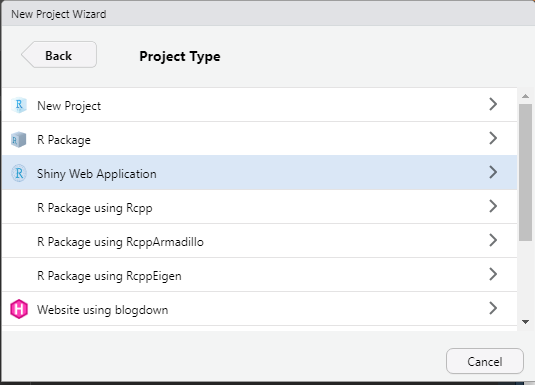 New Project Wizard
Back
Project Type
R New Project
R R Package
R Shiny Web Application
R Package using Rcpp
R Package using RcppArmadillo
R Package using RcppEigen
H Website using blogdown
Cancel